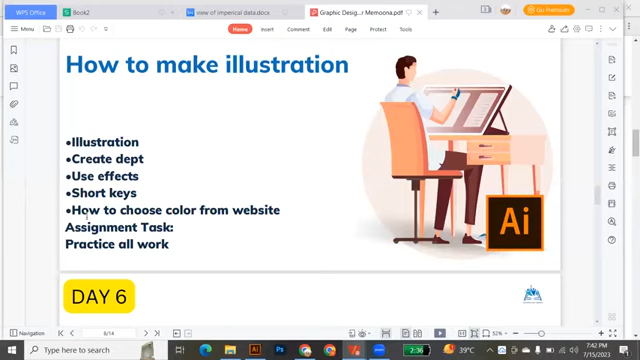 WPS Office
Book2
view of imperical data.docx
Graphic Design...r Memoona.pdf
Go Premium
Menu
Home
Insert
Comment
Edit
Page
Protect
Tools
How to make illustration
•Illustration
•Create dept
•Use effects
•Short keys
•How to choose color from website
Assignment Task:
Practice all work
Ai
DAY 6
Navigation
8/14
52%
Type here to search
Ai
Ps
2:36
39°C
7:42 PM
7/15/2023